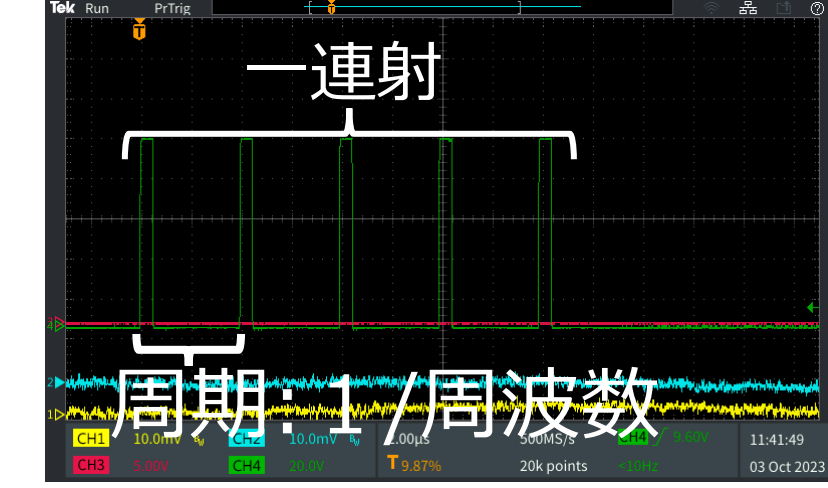 Tek Run PrTrig
T
一連射
周期:1/周波数
2
1
CH1 10.0mV CH2 10.0mV 2.00µs 500MS/s CH4 9.60V 11:41:49
CH3 5.00V CH4 20.0V T 9.87% 20k points <10Hz 03 Oct 2023